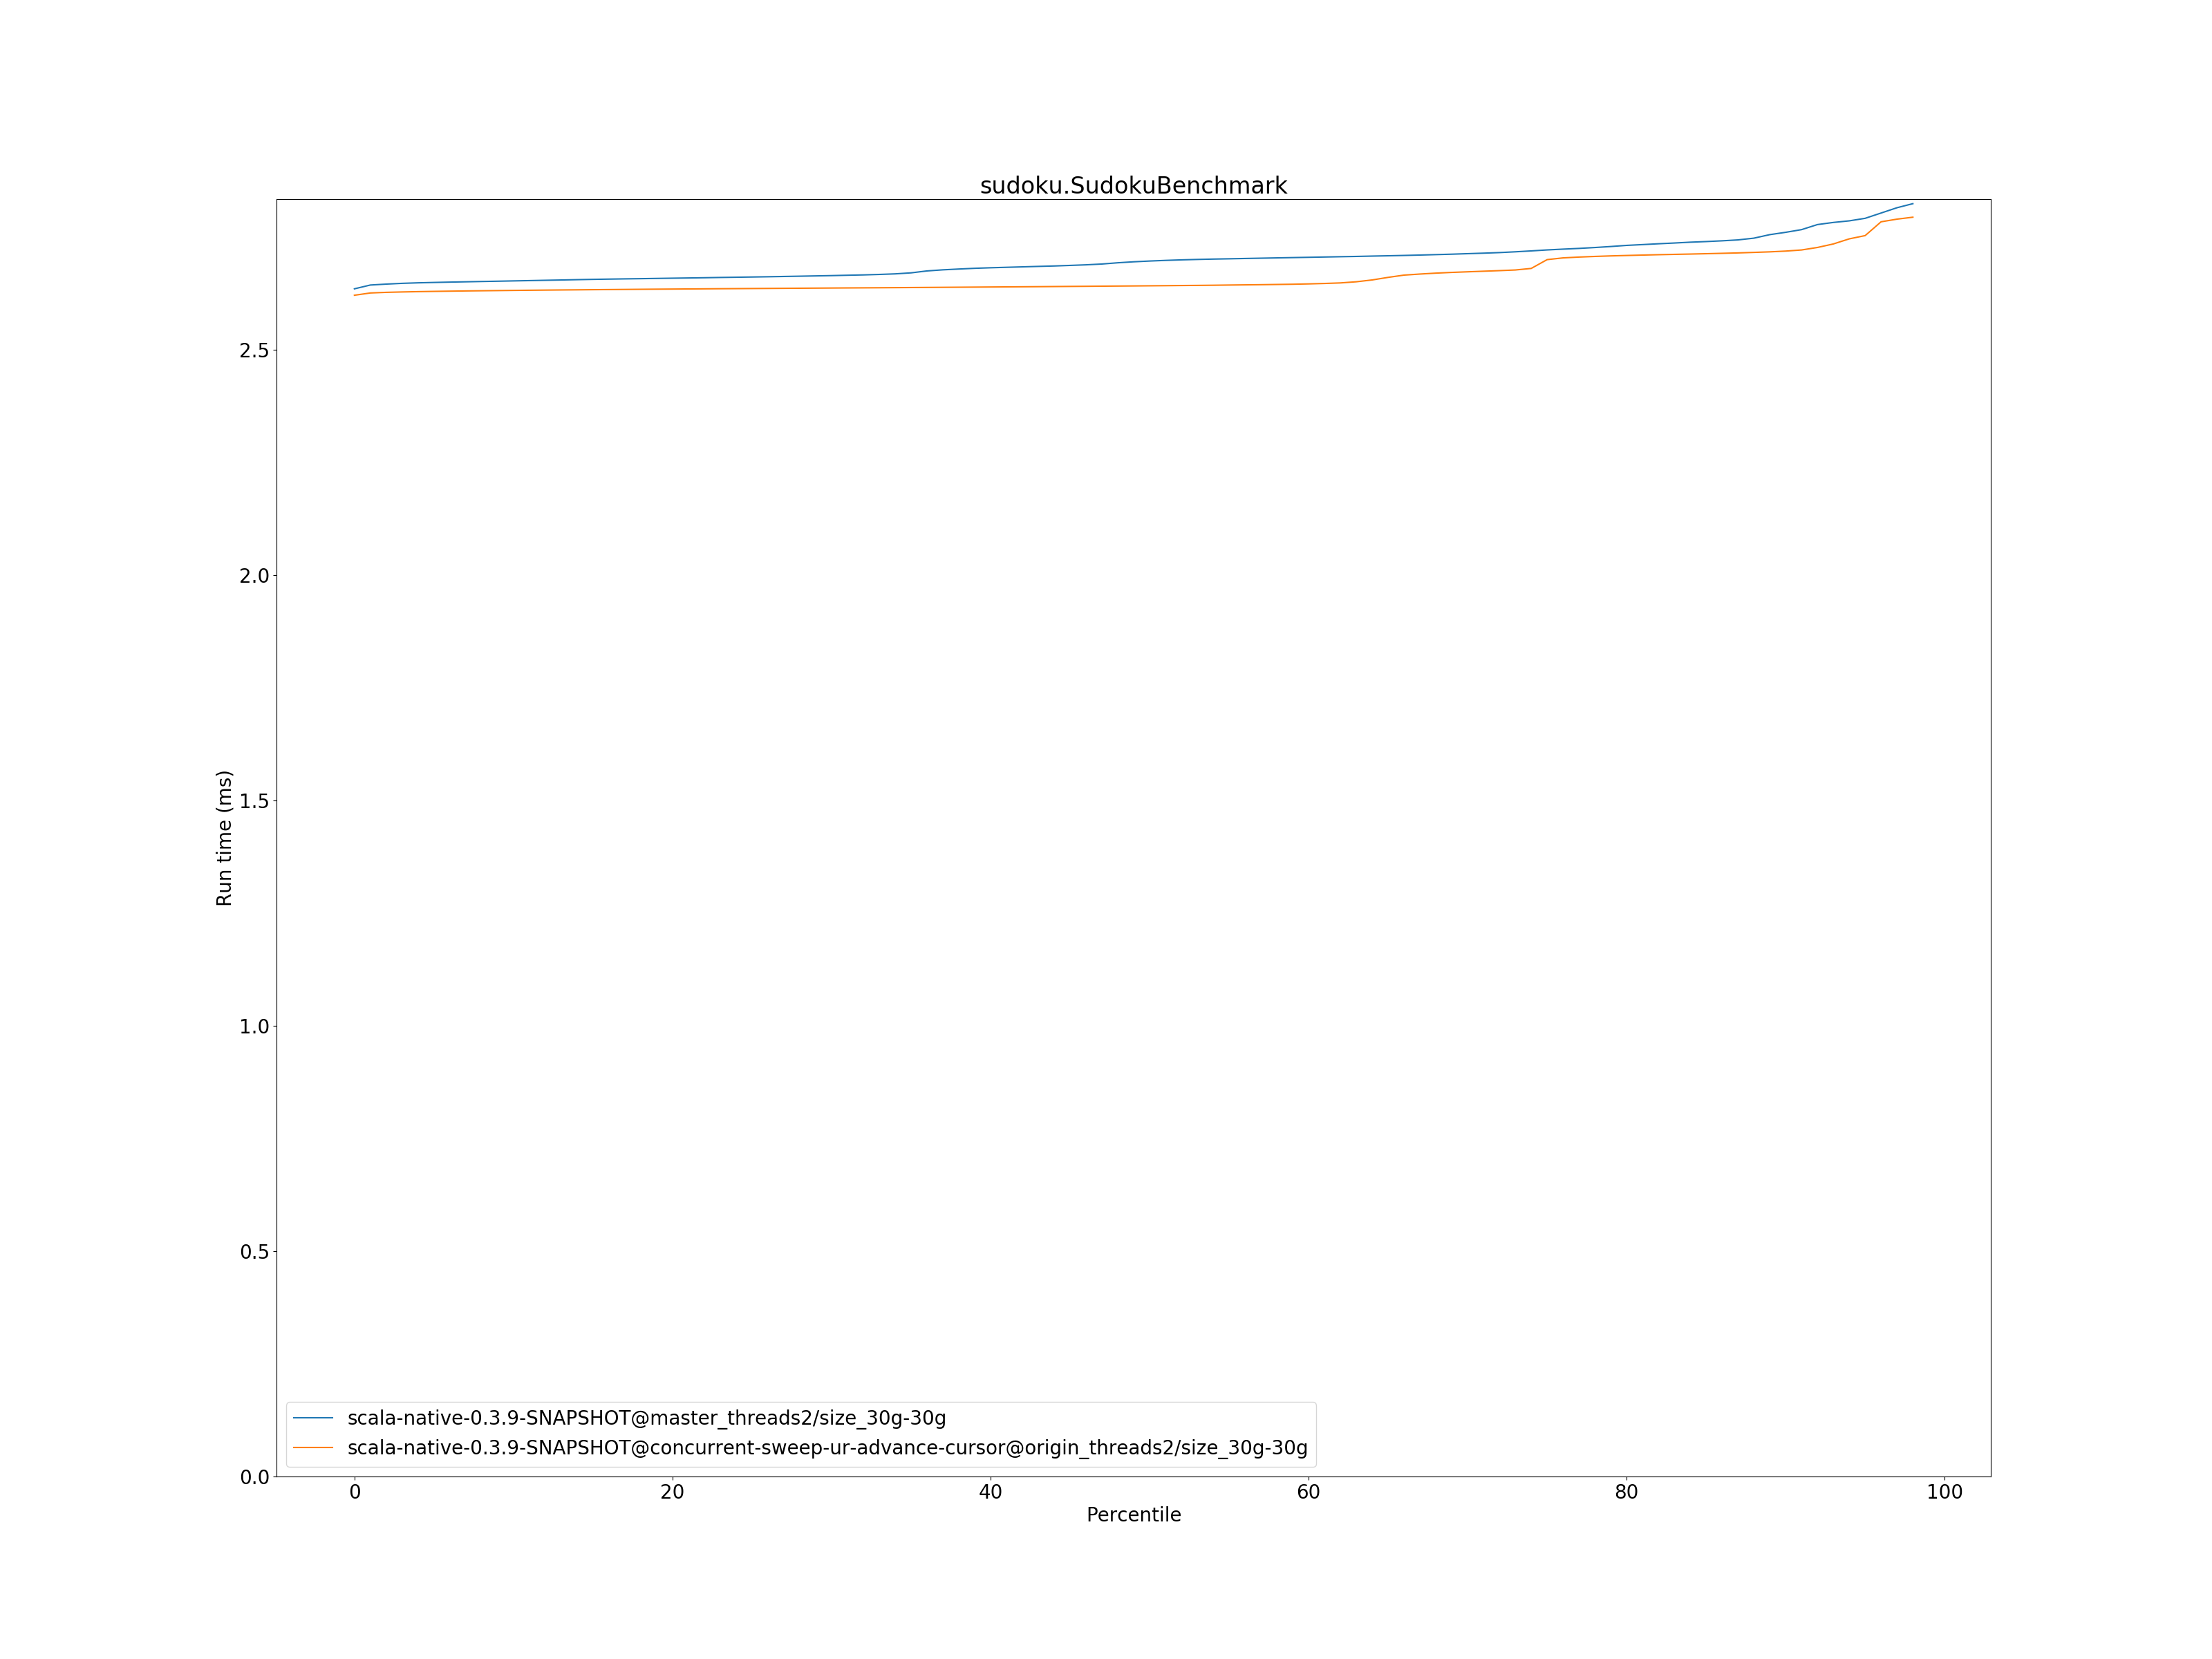 sudoku.SudokuBenchmark
Run time (ms)
2.5
2.0
1.5
1.0
0.5
0.0
scala-native-0.3.9-SNAPSHOT@master_threads2/size_30g-30g
scala-native-0.3.9-SNAPSHOT@concurrent-sweep-ur-advance-cursor@origin_threads2/size_30g-30g
0 20 40 60 80 100
Percentile